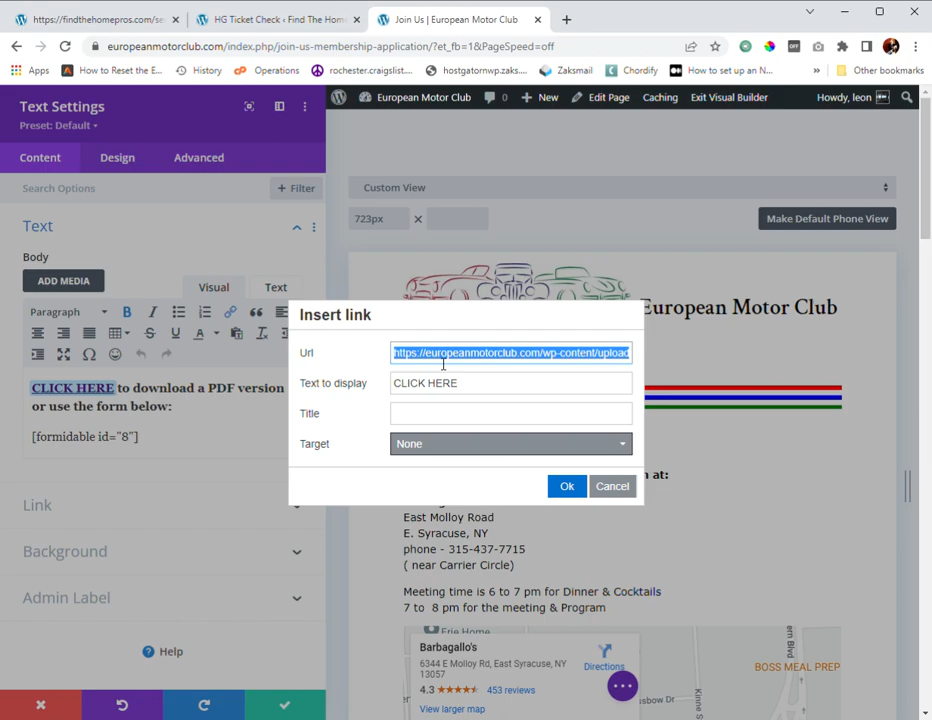 https://findthehomepros.com/se
HG Ticket Check ‹ Find The Home
Join Us | European Motor Club
europeanmotorclub.com/index.php/join-us-membership-application/?et_fb=1&PageSpeed=off
Apps
How to Reset the E...
History
Operations
rochester.craigslist....
hostgatornwp.zaks....
Zaksmail
Chordify
How to set up an N...
»
Other bookmarks
Text Settings
Preset: Default
European Motor Club
0
New
Edit Page
Caching
Exit Visual Builder
Howdy, leon
Content
Design
Advanced
Search Options
+ Filter
Custom View
723px
Make Default Phone View
Text
Body
ADD MEDIA
Visual
Text
Paragraph
B
I
S
U
A
CLICK HERE to download a PDF version
or use the form below:
[formidable id="8"]
European Motor Club
Insert link
Url
https://europeanmotorclub.com/wp-content/upload
Text to display
CLICK HERE
Title
Target
None
Ok
Cancel
at:
East Molloy Road
E. Syracuse, NY
phone - 315-437-7715
( near Carrier Circle)
Meeting time is 6 to 7 pm for Dinner & Cocktails
7 to 8 pm for the meeting & Program
Link
Background
Admin Label
Help
Erie Home
Barbagallo's
6344 E Molloy Rd, East Syracuse, NY
13057
4.3
453 reviews
View larger map
Directions
BOSS MEAL PREP